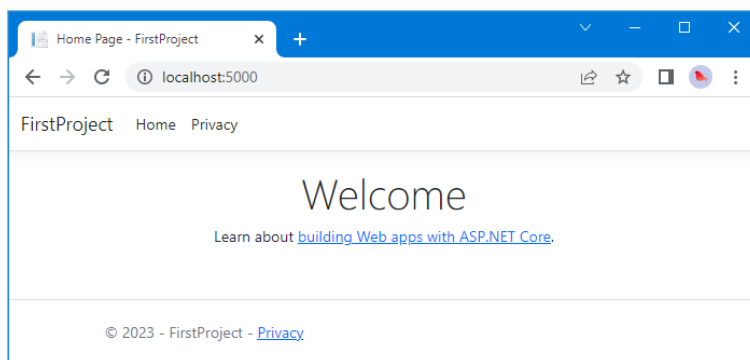 Home Page - FirstProject
localhost:5000
FirstProject Home Privacy
Welcome
Learn about building Web apps with ASP.NET Core.
© 2023 - FirstProject - Privacy